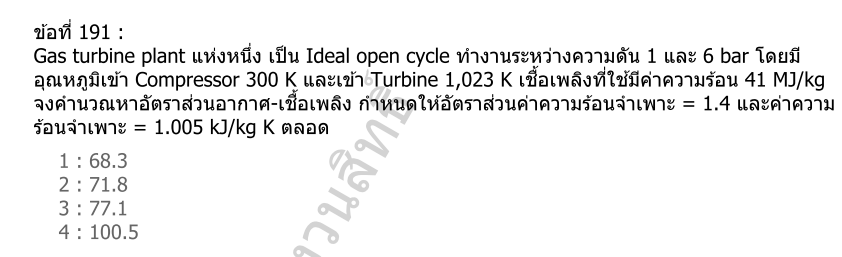 ข้อที่ 191 :
Gas turbine plant แห่งหนึ่ง เป็น Ideal open cycle ทำงานระหว่างความดัน 1 และ 6 bar โดยมี
อุณหภูมิเข้า Compressor 300 K และเข้า Turbine 1,023 K เชื้อเพลิงที่ใช้มีค่าความร้อน 41 MJ/kg
จงคำนวณหาอัตราส่วนอากาศ-เชื้อเพลิง กำหนดให้อัตราส่วนค่าความร้อนจำเพาะ = 1.4 และค่าความ
ร้อนจำเพาะ = 1.005 kJ/kg K ตลอด
1 : 68.3
2 : 71.8
3 : 77.1
4 : 100.5